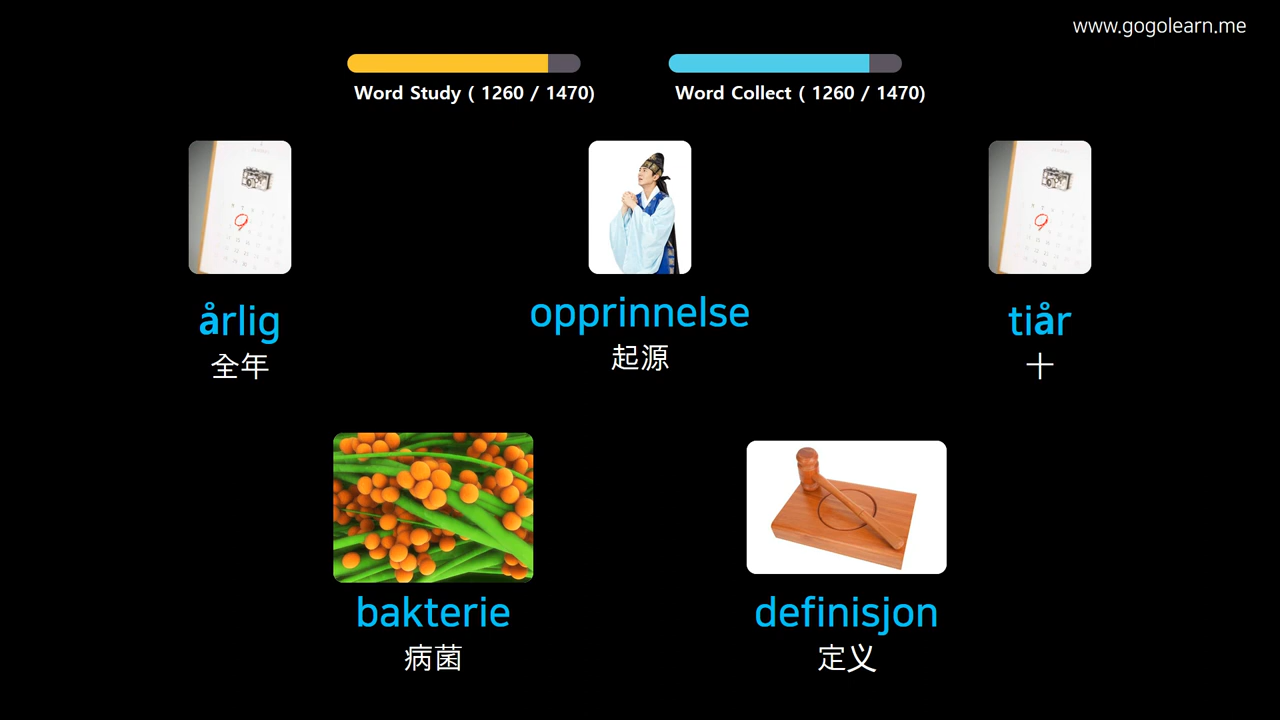 www.gogolearn.me
Word Study ( 1260 / 1470)
Word Collect ( 1260 / 1470)
årlig
全年
opprinnelse
起源
tiår
十
bakterie
病菌
definisjon
定义